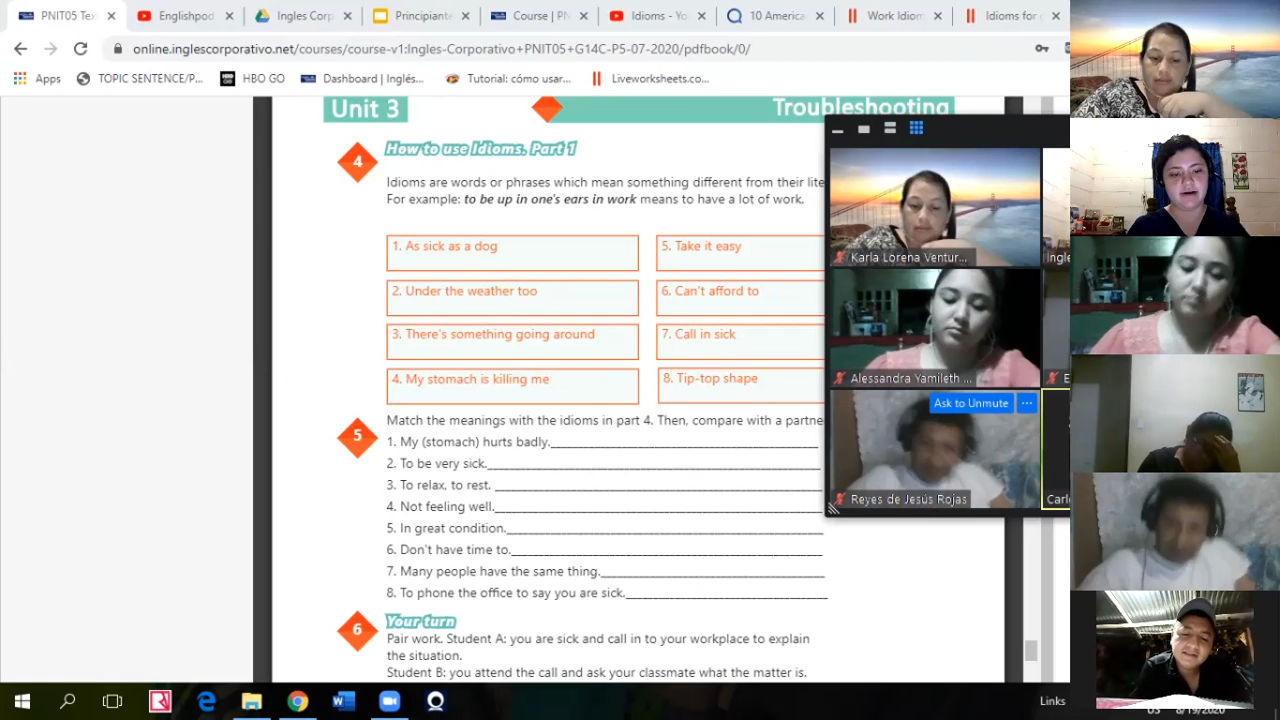 PNIT05 Tex
Englishpod
Ingles Corp
Principiante
Course | PN
Idioms - Yo
10 America
Work Idiom
Idioms for
online.inglescorporativo.net/courses/course-v1:Ingles-Corporativo+PNIT05+G14C-P5-07-2020/pdfbook/0/
Apps
TOPIC SENTENCE/P...
HBO GO
Dashboard | Inglés...
Tutorial: cómo usar...
Liveworksheets.co...
Unit 3
Troubleshooting
4
How to use Idioms. Part 1
Idioms are words or phrases which mean something different from their lite
For example: to be up in one's ears in work means to have a lot of work.
1. As sick as a dog
5. Take it easy
2. Under the weather too
6. Can't afford to
3. There's something going around
7. Call in sick
4. My stomach is killing me
8. Tip-top shape
5
Match the meanings with the idioms in part 4. Then, compare with a partne
1. My (stomach) hurts badly.
2. To be very sick.
3. To relax, to rest.
4. Not feeling well.
5. In great condition.
6. Don't have time to.
7. Many people have the same thing.
8. To phone the office to say you are sick.
6
Your turn
Pair work. Student A: you are sick and call in to your workplace to explain
the situation.
Student B: you attend the call and ask your classmate what the matter is.
Karla Lorena Ventur...
Ingle
Alessandra Yamileth ...
E
Ask to Unmute
...
Reyes de Jesús Rojas
Carlo
Links
US
8/19/2020